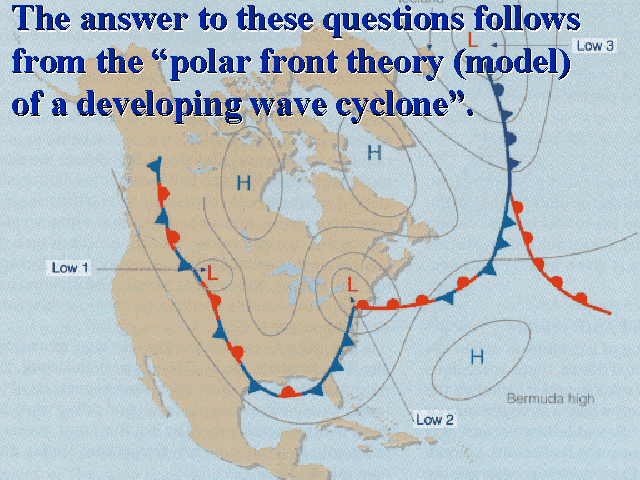 The answer to these questions follows
from the “polar front theory (model)
of a developing wave cyclone”.
Iceland
L
Low 3
H
H
Low 1
L
L
H
Bermuda high
Low 2